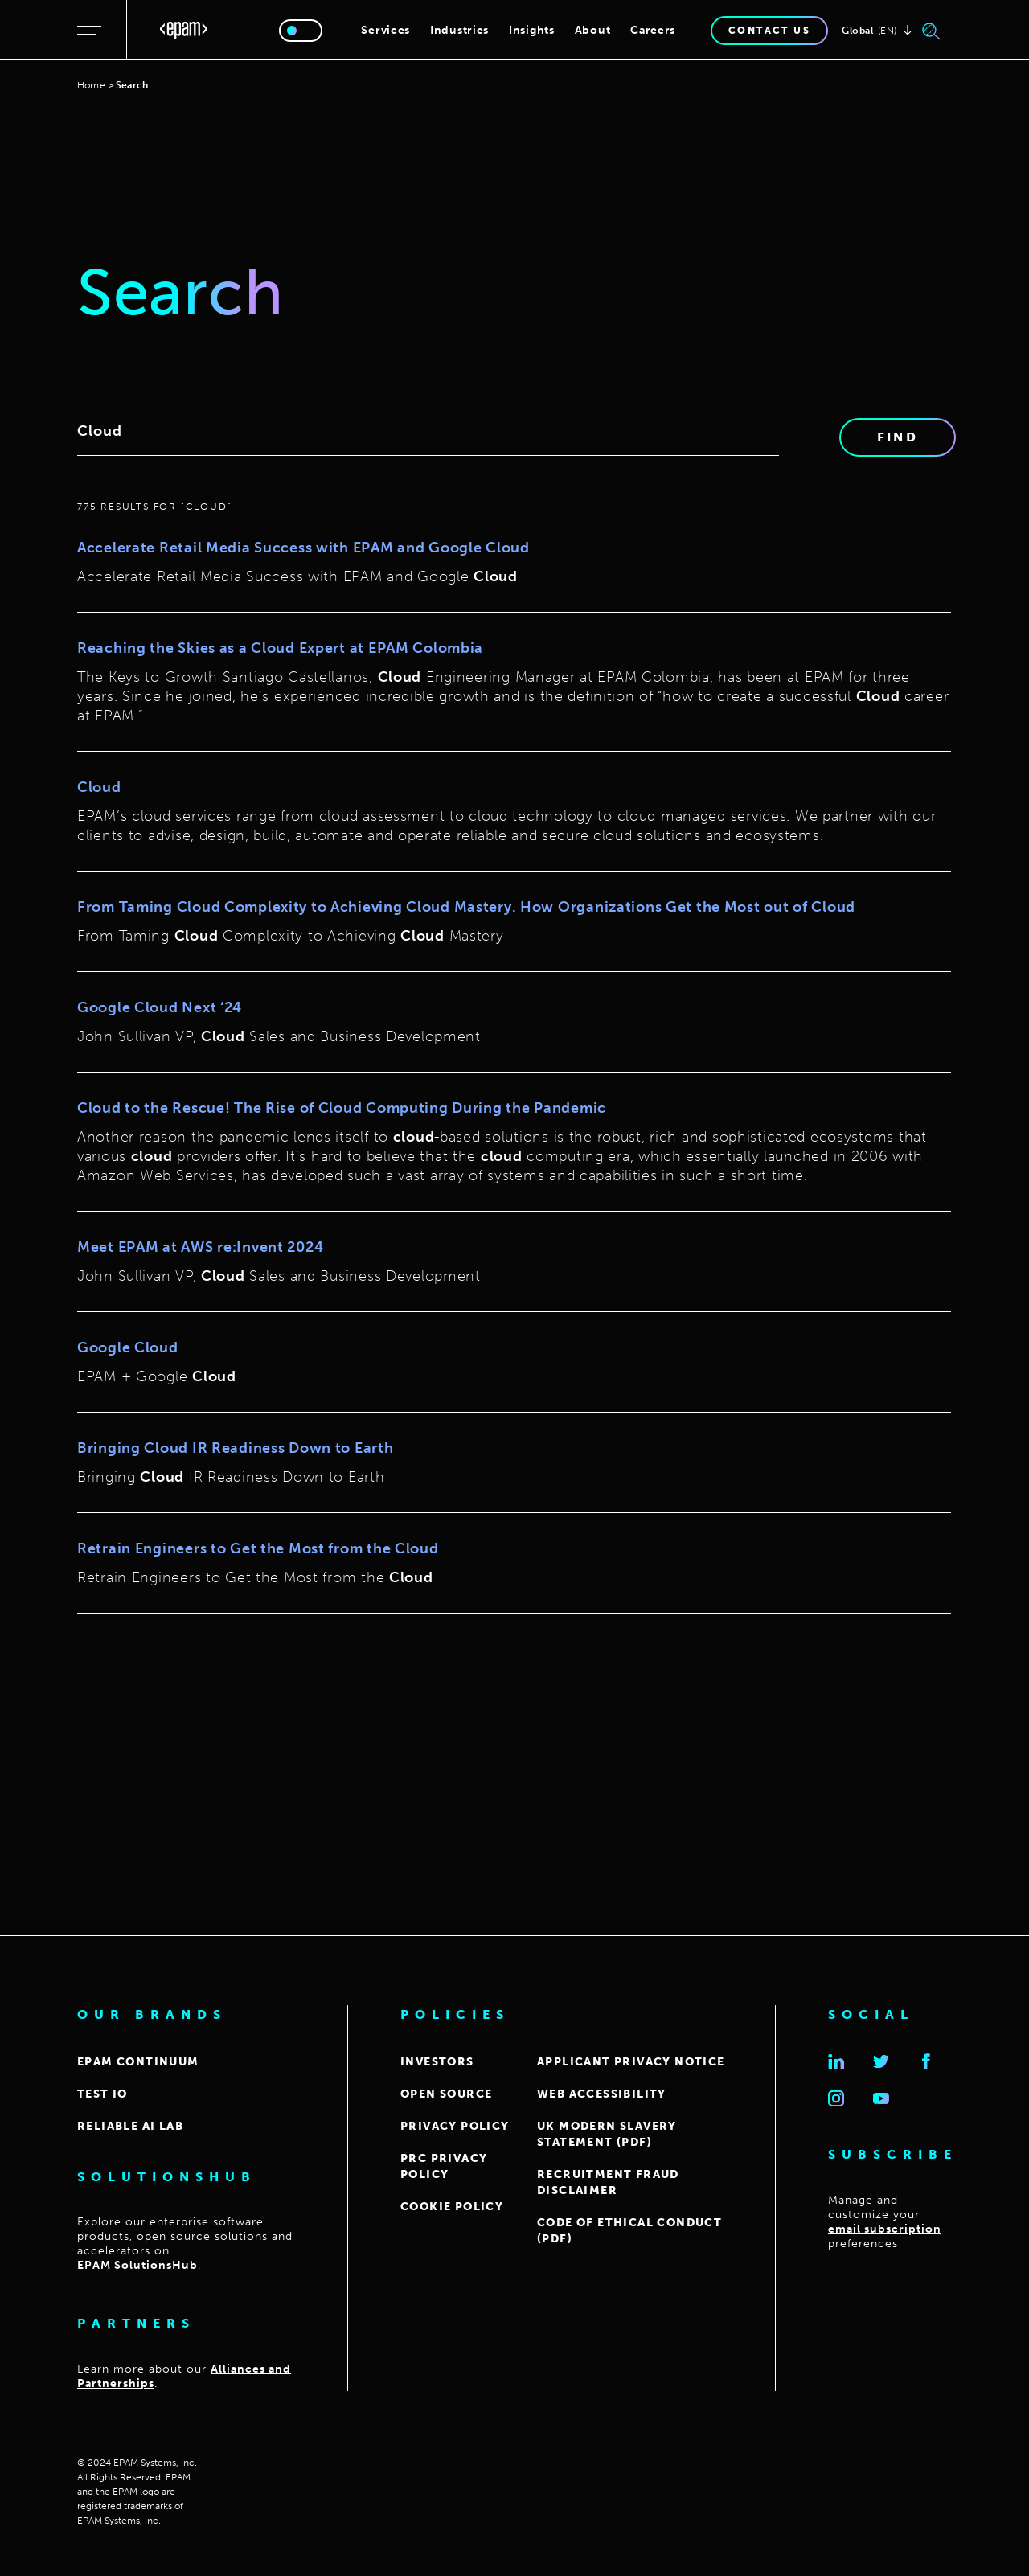 <epam>
Services Industries Insights About Careers CONTACT US Global (EN)
Home > Search
Search
Cloud
FIND
775 RESULTS FOR "CLOUD"
Accelerate Retail Media Success with EPAM and Google Cloud
Accelerate Retail Media Success with EPAM and Google Cloud
Reaching the Skies as a Cloud Expert at EPAM Colombia
The Keys to Growth Santiago Castellanos, Cloud Engineering Manager at EPAM Colombia, has been at EPAM for three
years. Since he joined, he’s experienced incredible growth and is the definition of “how to create a successful Cloud career
at EPAM.”
Cloud
EPAM’s cloud services range from cloud assessment to cloud technology to cloud managed services. We partner with our
clients to advise, design, build, automate and operate reliable and secure cloud solutions and ecosystems.
From Taming Cloud Complexity to Achieving Cloud Mastery. How Organizations Get the Most out of Cloud
From Taming Cloud Complexity to Achieving Cloud Mastery
Google Cloud Next ‘24
John Sullivan VP, Cloud Sales and Business Development
Cloud to the Rescue! The Rise of Cloud Computing During the Pandemic
Another reason the pandemic lends itself to cloud-based solutions is the robust, rich and sophisticated ecosystems that
various cloud providers offer. It’s hard to believe that the cloud computing era, which essentially launched in 2006 with
Amazon Web Services, has developed such a vast array of systems and capabilities in such a short time.
Meet EPAM at AWS re:Invent 2024
John Sullivan VP, Cloud Sales and Business Development
Google Cloud
EPAM + Google Cloud
Bringing Cloud IR Readiness Down to Earth
Bringing Cloud IR Readiness Down to Earth
Retrain Engineers to Get the Most from the Cloud
Retrain Engineers to Get the Most from the Cloud
OUR BRANDS
EPAM CONTINUUM
TEST IO
RELIABLE AI LAB
SOLUTIONSHUB
Explore our enterprise software
products, open source solutions and
accelerators on
EPAM SolutionsHub.
PARTNERS
Learn more about our Alliances and
Partnerships.
POLICIES
INVESTORS
OPEN SOURCE
PRIVACY POLICY
PRC PRIVACY
POLICY
COOKIE POLICY
APPLICANT PRIVACY NOTICE
WEB ACCESSIBILITY
UK MODERN SLAVERY
STATEMENT (PDF)
RECRUITMENT FRAUD
DISCLAIMER
CODE OF ETHICAL CONDUCT
(PDF)
SOCIAL
SUBSCRIBE
Manage and
customize your
email subscription
preferences
© 2024 EPAM Systems, Inc.
All Rights Reserved. EPAM
and the EPAM logo are
registered trademarks of
EPAM Systems, Inc.